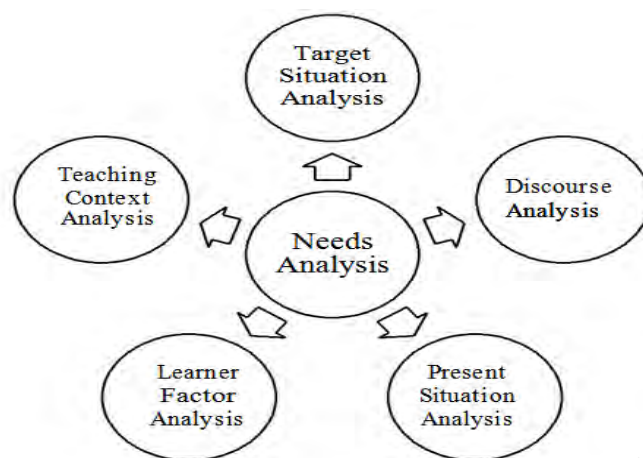 Target
Situation
Analysis
Teaching
Context
Analysis
Discourse
Analysis
Needs
Analysis
Learner
Factor
Analysis
Present
Situation
Analysis